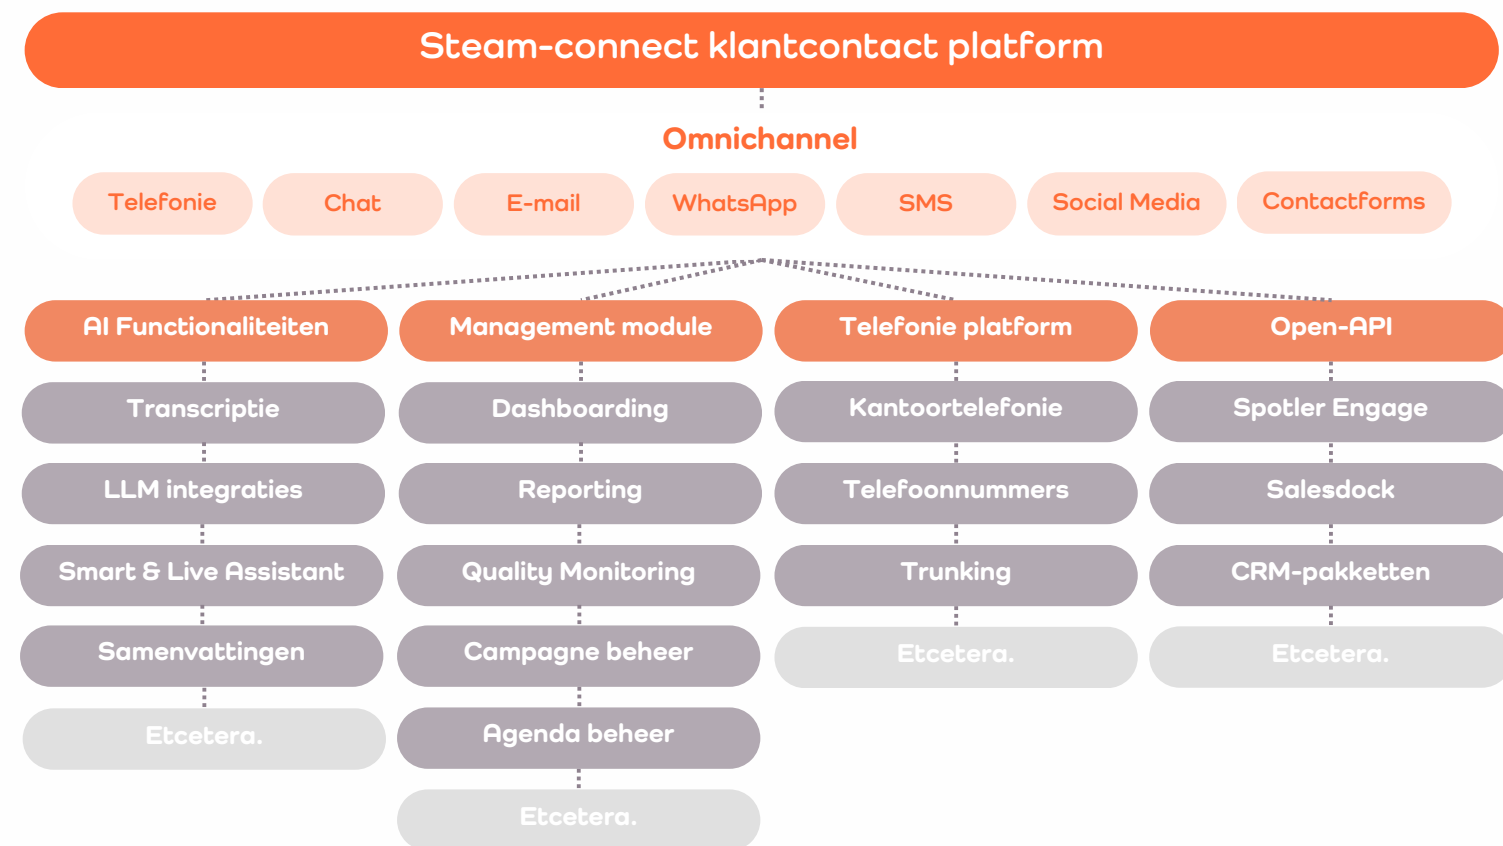 Steam-connect klantcontact platform
Omnichannel
Telefonie
Chat
E-mail
WhatsApp
SMS
Social Media
Contactforms
AI Functionaliteiten
Transcriptie
LLM integraties
Smart & Live Assistant
Samenvattingen
Etcetera.
Management module
Dashboarding
Reporting
Quality Monitoring
Campagne beheer
Agenda beheer
Etcetera.
Telefonie platform
Kantoortelefonie
Telefoonnummers
Trunking
Etcetera.
Open-API
Spotler Engage
Salesdock
CRM-pakketten
Etcetera.